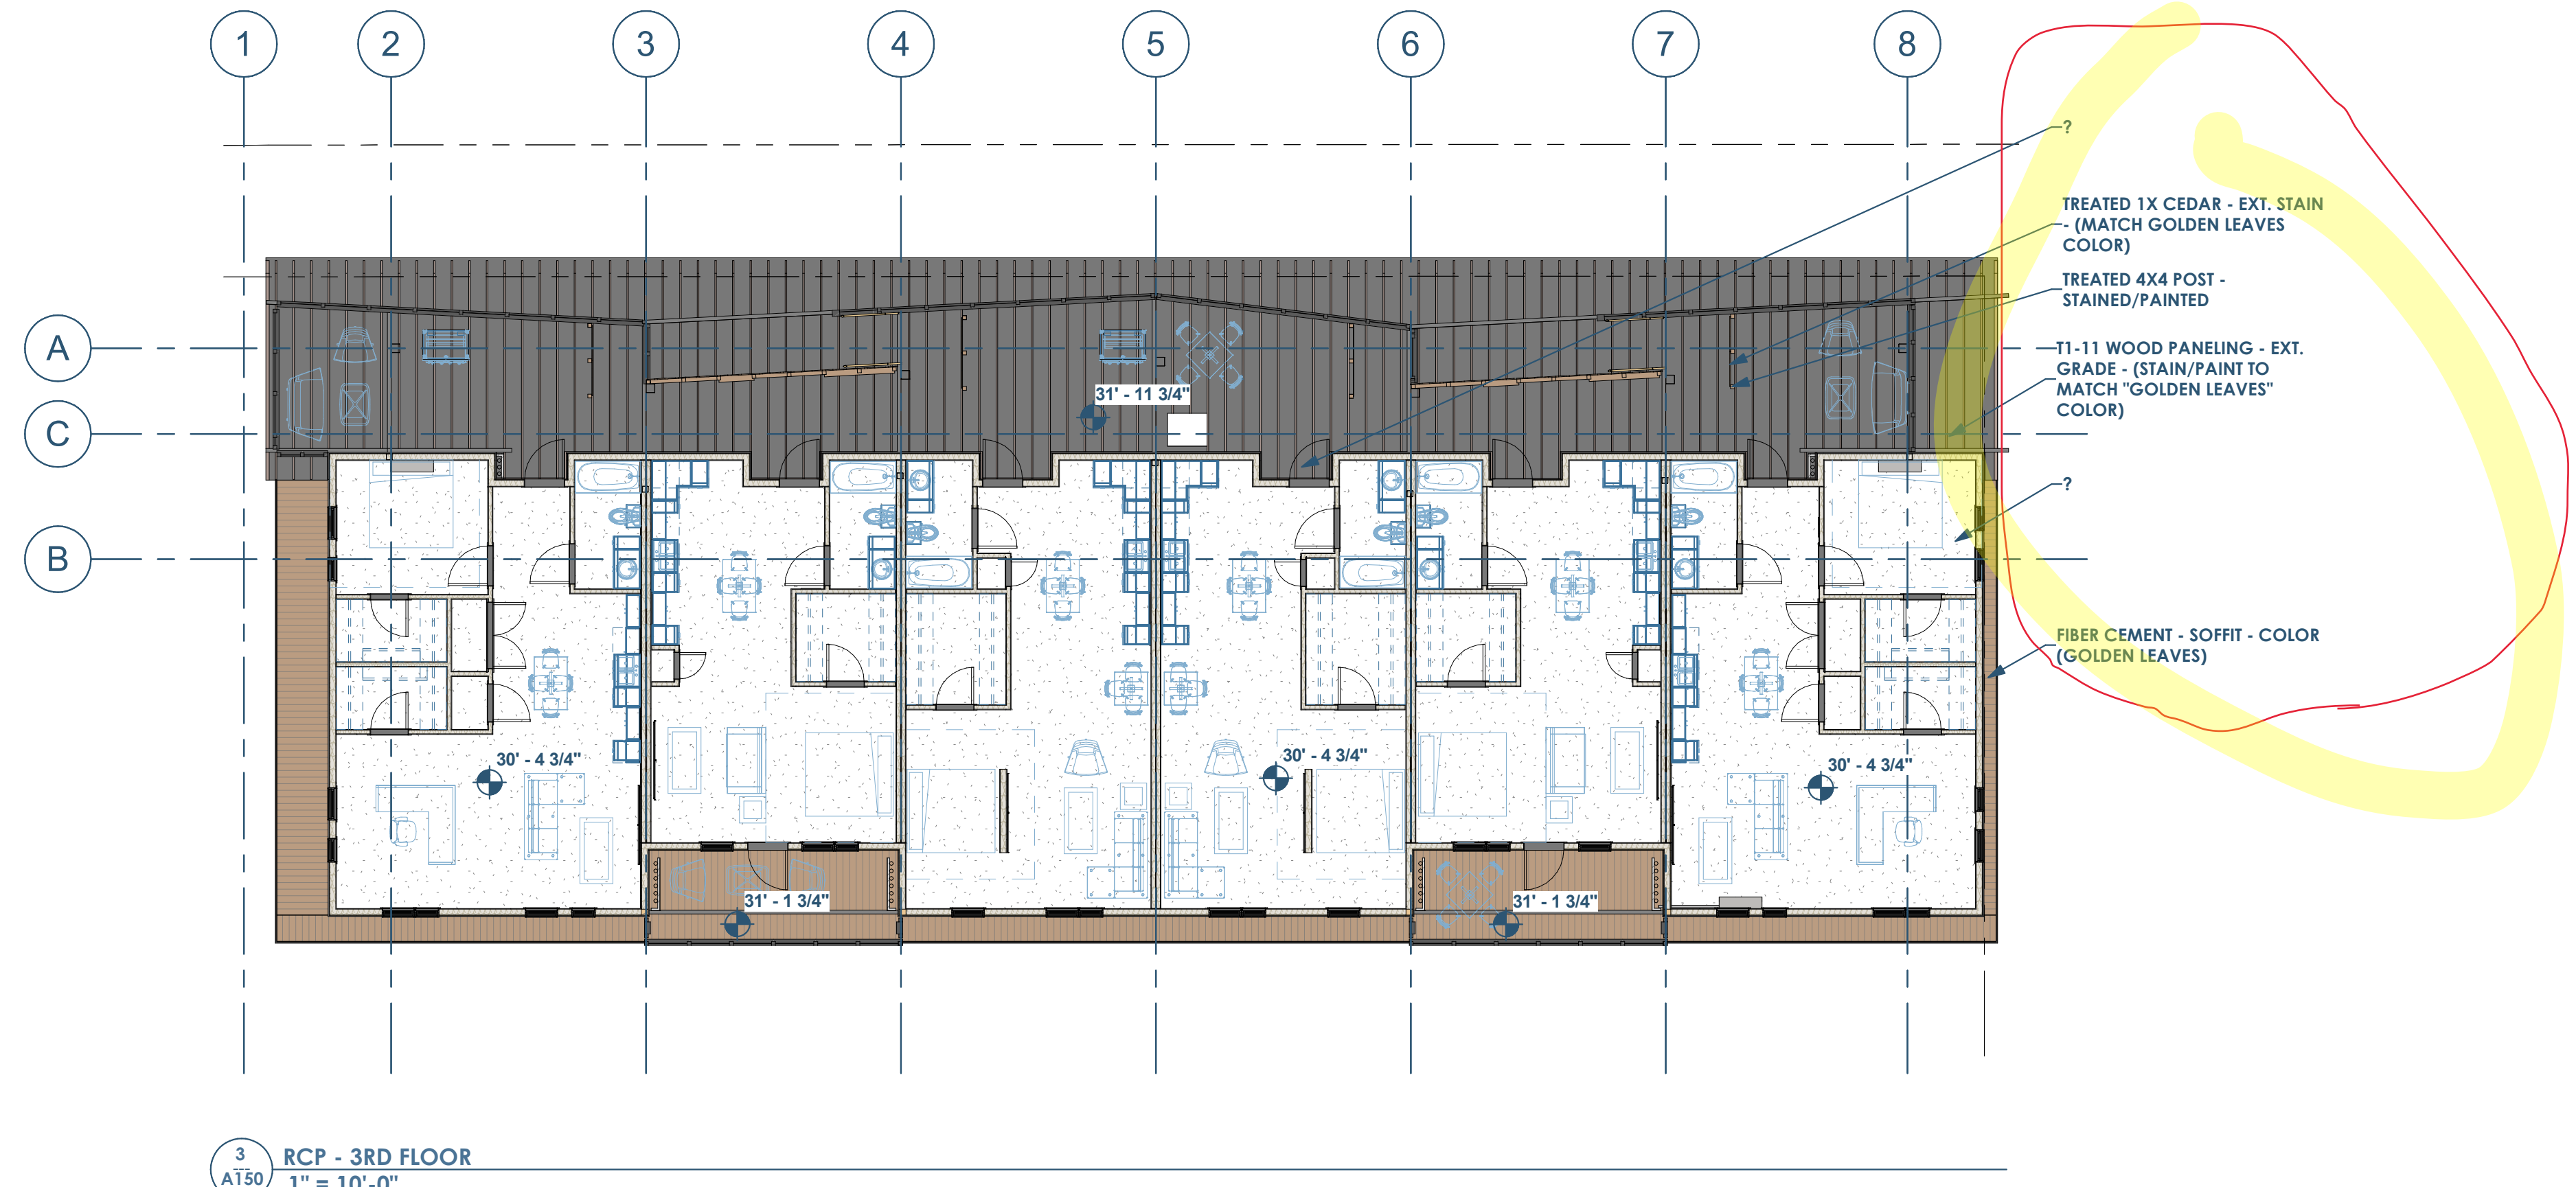 1 2 3 4 5 6 7 8
?
TREATED 1X CEDAR - EXT. STAIN
- (MATCH GOLDEN LEAVES
COLOR)
TREATED 4X4 POST -
STAINED/PAINTED
A
T1-11 WOOD PANELING - EXT.
GRADE - (STAIN/PAINT TO
MATCH "GOLDEN LEAVES"
COLOR)
31' - 11 3/4"
C
?
B
FIBER CEMENT - SOFFIT - COLOR
(GOLDEN LEAVES)
30' - 4 3/4"
30' - 4 3/4"
30' - 4 3/4"
31' - 1 3/4"
31' - 1 3/4"
3
---
A150
RCP - 3RD FLOOR
1" = 10'-0"